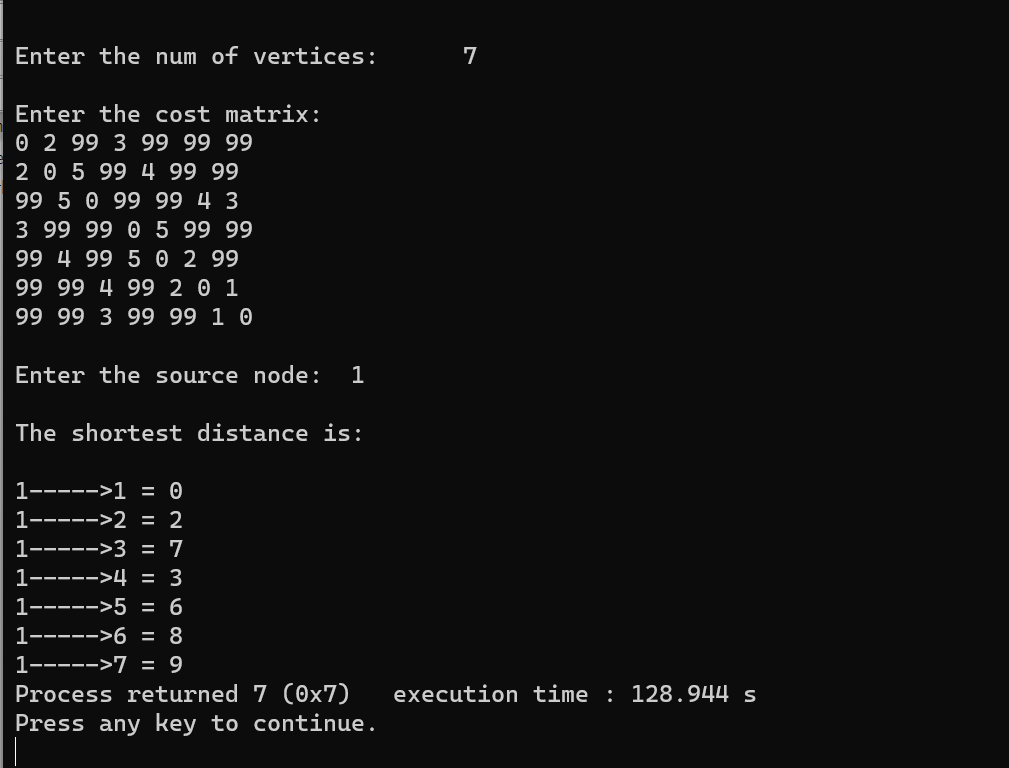 Enter the num of vertices:      7
Enter the cost matrix:
0 2 99 3 99 99 99
2 0 5 99 4 99 99
99 5 0 99 99 4 3
3 99 99 0 5 99 99
99 4 99 5 0 2 99
99 99 4 99 2 0 1
99 99 3 99 99 1 0
Enter the source node:  1
The shortest distance is:
1----->1 = 0
1----->2 = 2
1----->3 = 7
1----->4 = 3
1----->5 = 6
1----->6 = 8
1----->7 = 9
Process returned 7 (0x7)   execution time : 128.944 s
Press any key to continue.